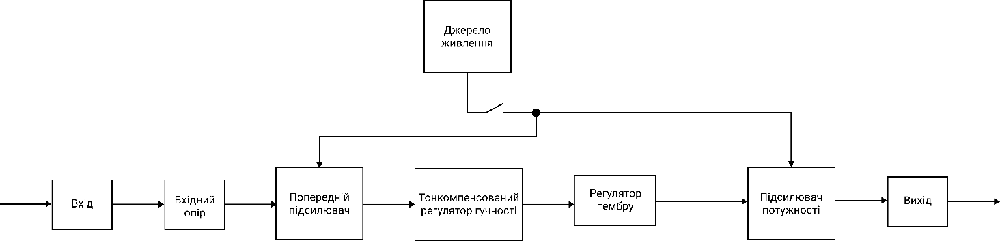 Джерело
живлення
Вхід
Вхідний
опір
Попередній
підсилювач
Тонкомпенсований
регулятор гучності
Регулятор
тембру
Підсилювач
потужності
Вихід